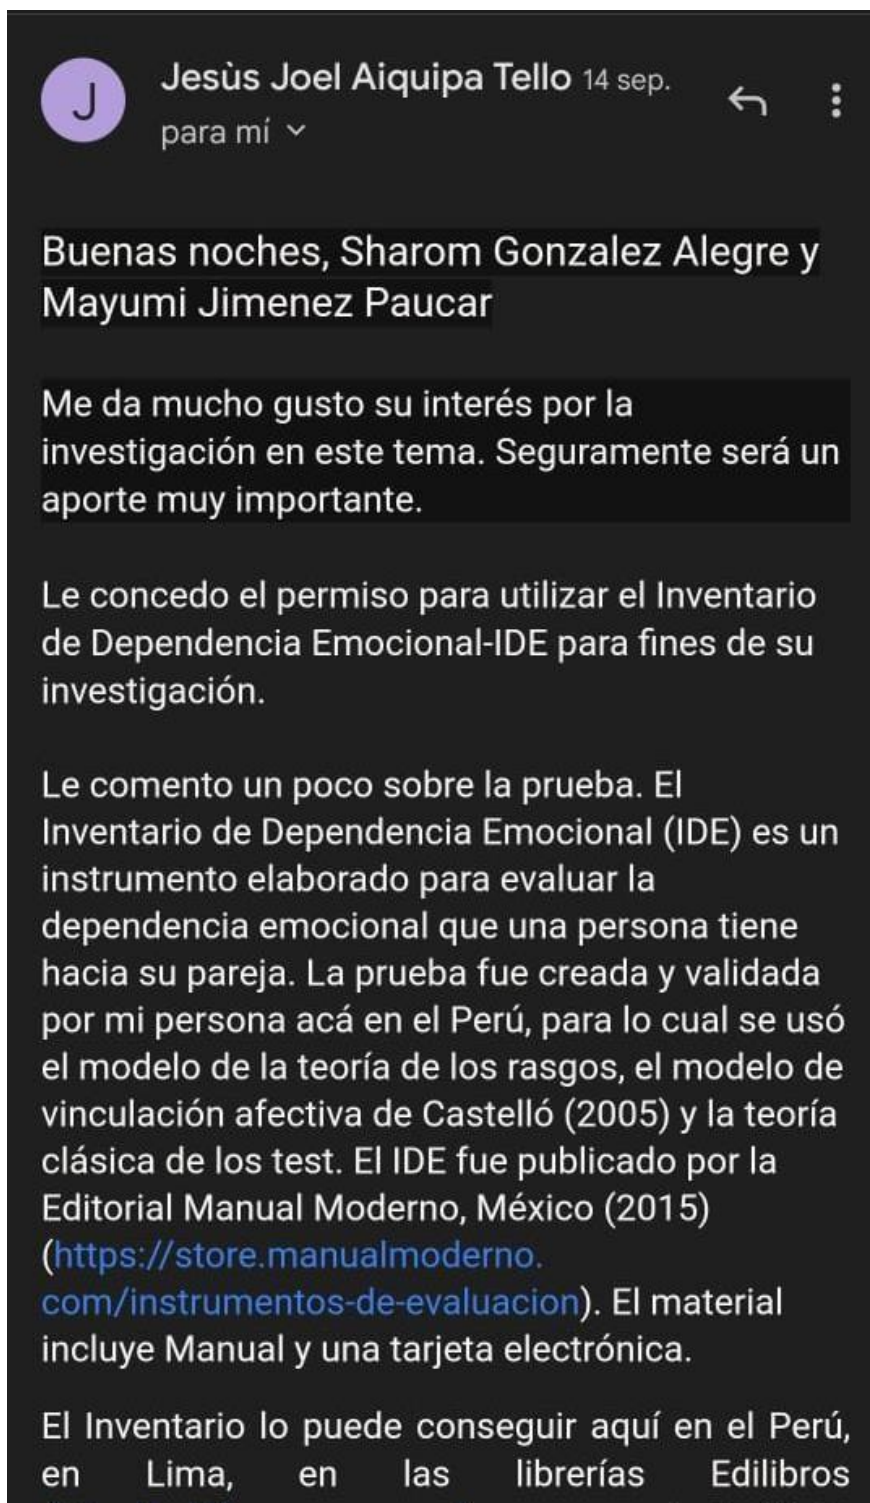 J
Jesùs Joel Aiquipa Tello 14 sep.
para mí
Buenas noches, Sharom Gonzalez Alegre y
Mayumi Jimenez Paucar
Me da mucho gusto su interés por la
investigación en este tema. Seguramente será un
aporte muy importante.
Le concedo el permiso para utilizar el Inventario
de Dependencia Emocional-IDE para fines de su
investigación.
Le comento un poco sobre la prueba. El
Inventario de Dependencia Emocional (IDE) es un
instrumento elaborado para evaluar la
dependencia emocional que una persona tiene
hacia su pareja. La prueba fue creada y validada
por mi persona acá en el Perú, para lo cual se usó
el modelo de la teoría de los rasgos, el modelo de
vinculación afectiva de Castelló (2005) y la teoría
clásica de los test. El IDE fue publicado por la
Editorial Manual Moderno, México (2015)
(https://store.manualmoderno.
com/instrumentos-de-evaluacion). El material
incluye Manual y una tarjeta electrónica.
El Inventario lo puede conseguir aquí en el Perú,
en Lima, en las librerías Edilibros